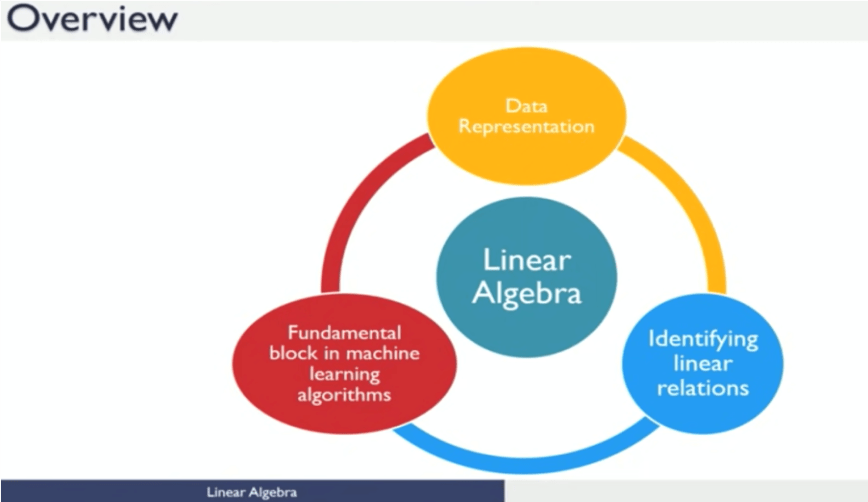 Overview
Data
Representation
Linear
Algebra
Fundamental
block in machine
learning
algorithms
Identifying
linear
relations
Linear Algebra